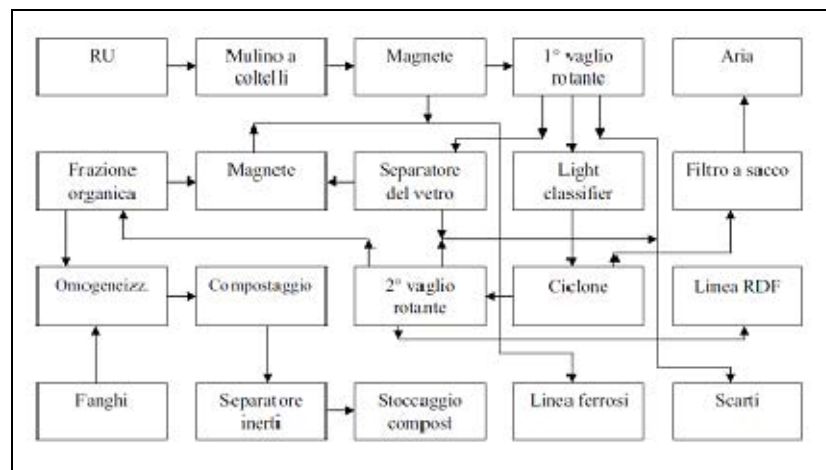 RU
Mulino a
coltelli
Magnete
1° vaglio
rotante
Aria
Frazione
organica
Magnete
Separatore
del vetro
Light
classifier
Filtro a sacco
Omogeneizz.
Compostaggio
2° vaglio
rotante
Ciclone
Linea RDF
Fanghi
Separatore
inerti
Stoccaggio
compost
Linea ferrosi
Scarti